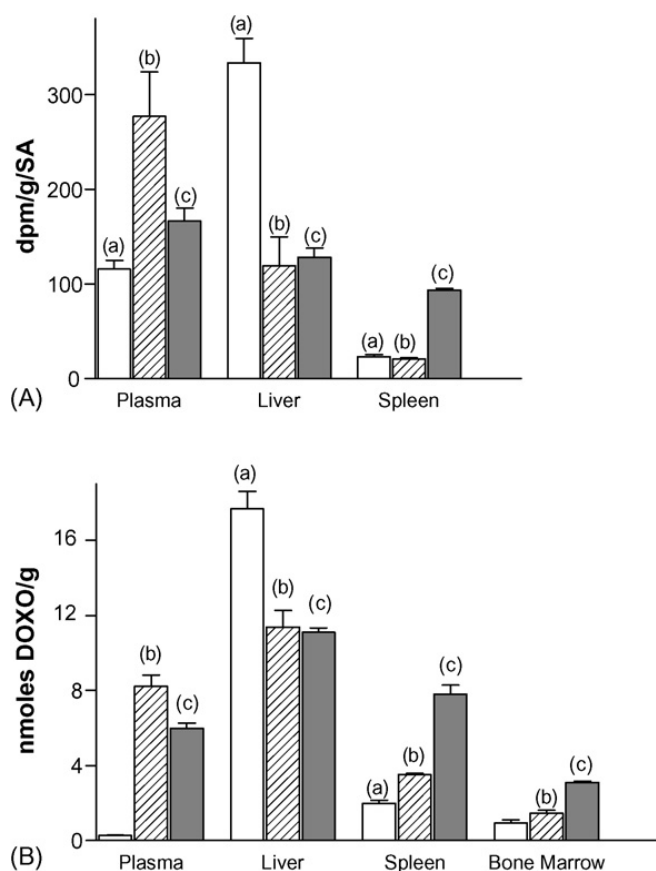 (a)
(b)
(c)
(a)
(b)
(c)
(a)
(b)
(c)
300
200
100
0
dpm/g/SA
Plasma Liver Spleen
(A)
(a)
(b)
(c)
(b)
(c)
(a)
(b)
(c)
(b)
(c)
16
12
8
4
0
nmoles DOXO/g
Plasma Liver Spleen Bone Marrow
(B)